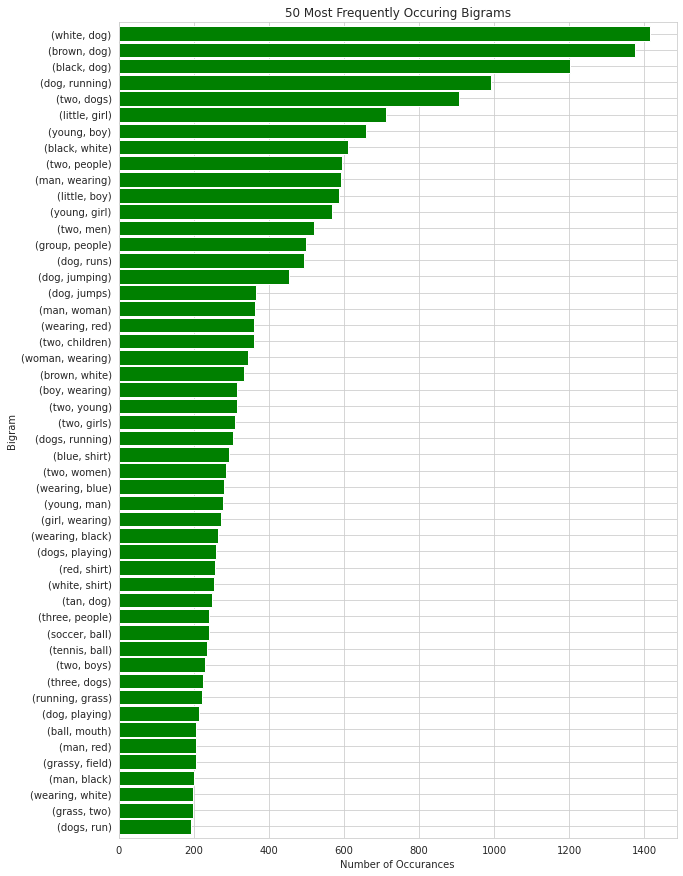 50 Most Frequently Occuring Bigrams
(white, dog)
(brown, dog)
(black, dog)
(dog, running)
(two, dogs)
(little, girl)
(young, boy)
(black, white)
(two, people)
(man, wearing)
(little, boy)
(young, girl)
(two, men)
(group, people)
(dog, runs)
(dog, jumping)
(dog, jumps)
(man, woman)
(wearing, red)
(two, children)
(woman, wearing)
(brown, white)
(boy, wearing)
(two, young)
(two, girls)
(dogs, running)
(blue, shirt)
(two, women)
(wearing, blue)
(young, man)
(girl, wearing)
(wearing, black)
(dogs, playing)
(red, shirt)
(white, shirt)
(tan, dog)
(three, people)
(soccer, ball)
(tennis, ball)
(two, boys)
(three, dogs)
(running, grass)
(dog, playing)
(ball, mouth)
(man, red)
(grassy, field)
(man, black)
(wearing, white)
(grass, two)
(dogs, run)
Bigram
0 200 400 600 800 1000 1200 1400
Number of Occurances